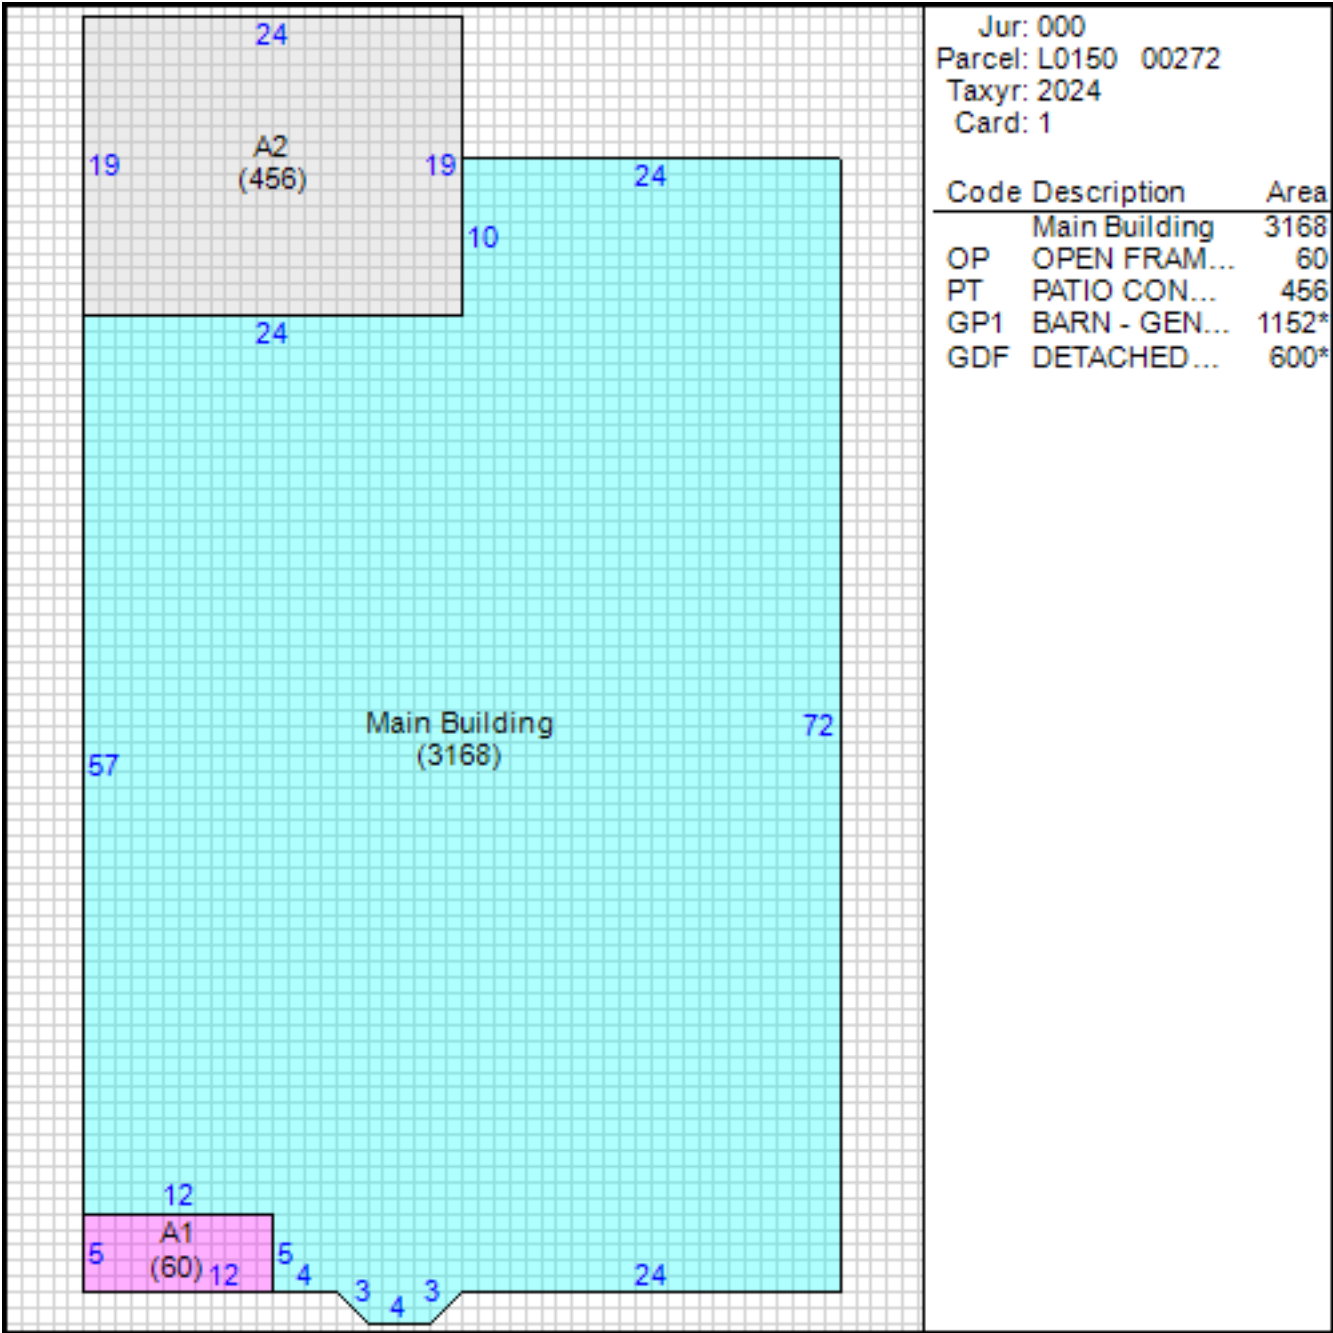 24
A2
19
19
(456)
24
10
24
Main Building
72
(3168)
57
12
A1
5
5
(60)
12
4
24
3
3
4
Jur: 000
Parcel: L0150 00272
Taxyr: 2024
Card: 1
Code Description Area
Main Building 3168
OP OPEN FRAM... 60
PT PATIO CON... 456
GP1 BARN - GEN... 1152*
GDF DETACHED... 600*